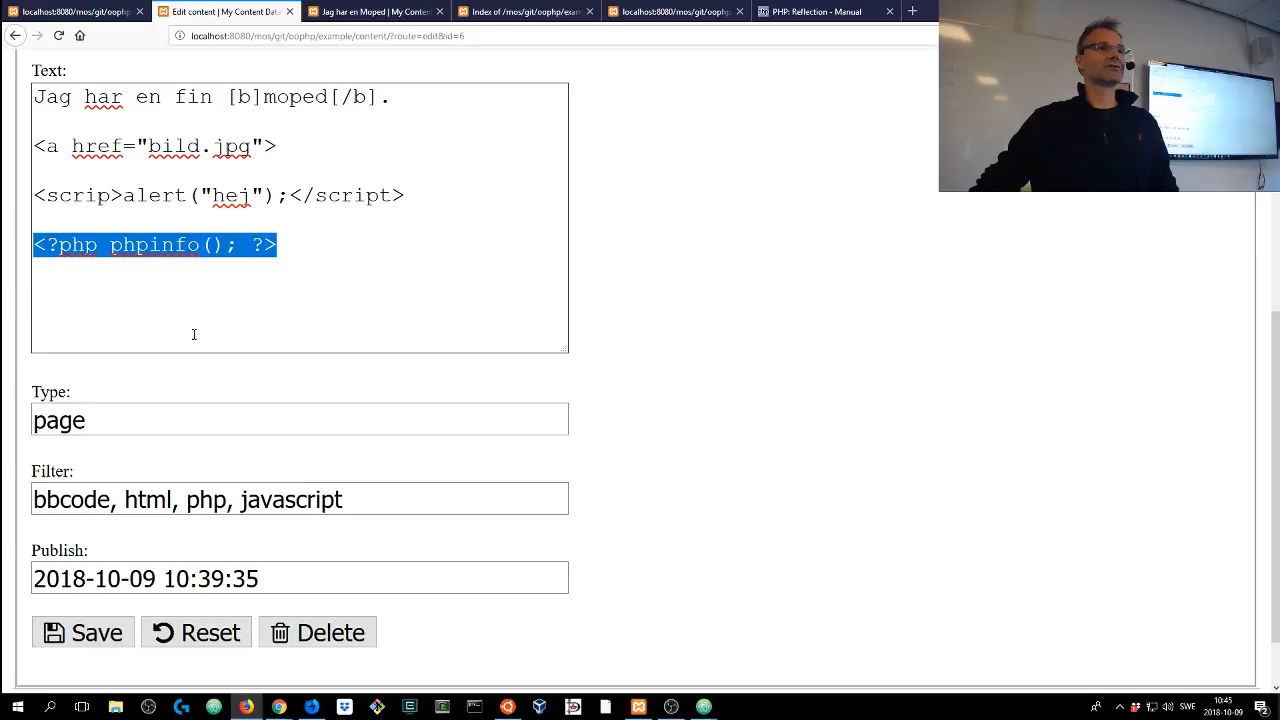 localhost:8080/mos/git/oophp/
Edit content | My Content Data
Jag har en Moped | My Conten
Index of /mos/git/oophp/exam
localhost:8080/mos/git/oophp/
PHP: Reflection - Manual
localhost:8080/mos/git/oophp/example/content/?route=edit&id=6
Text:
Jag har en fin [b]moped[/b].
<a href="bild.jpg">
<scrip>alert("hej");</script>
<?php phpinfo(); ?>
Type:
page
Filter:
bbcode, html, php, javascript
Publish:
2018-10-09 10:39:35
Save Reset Delete
SWE
10:45
2018-10-09